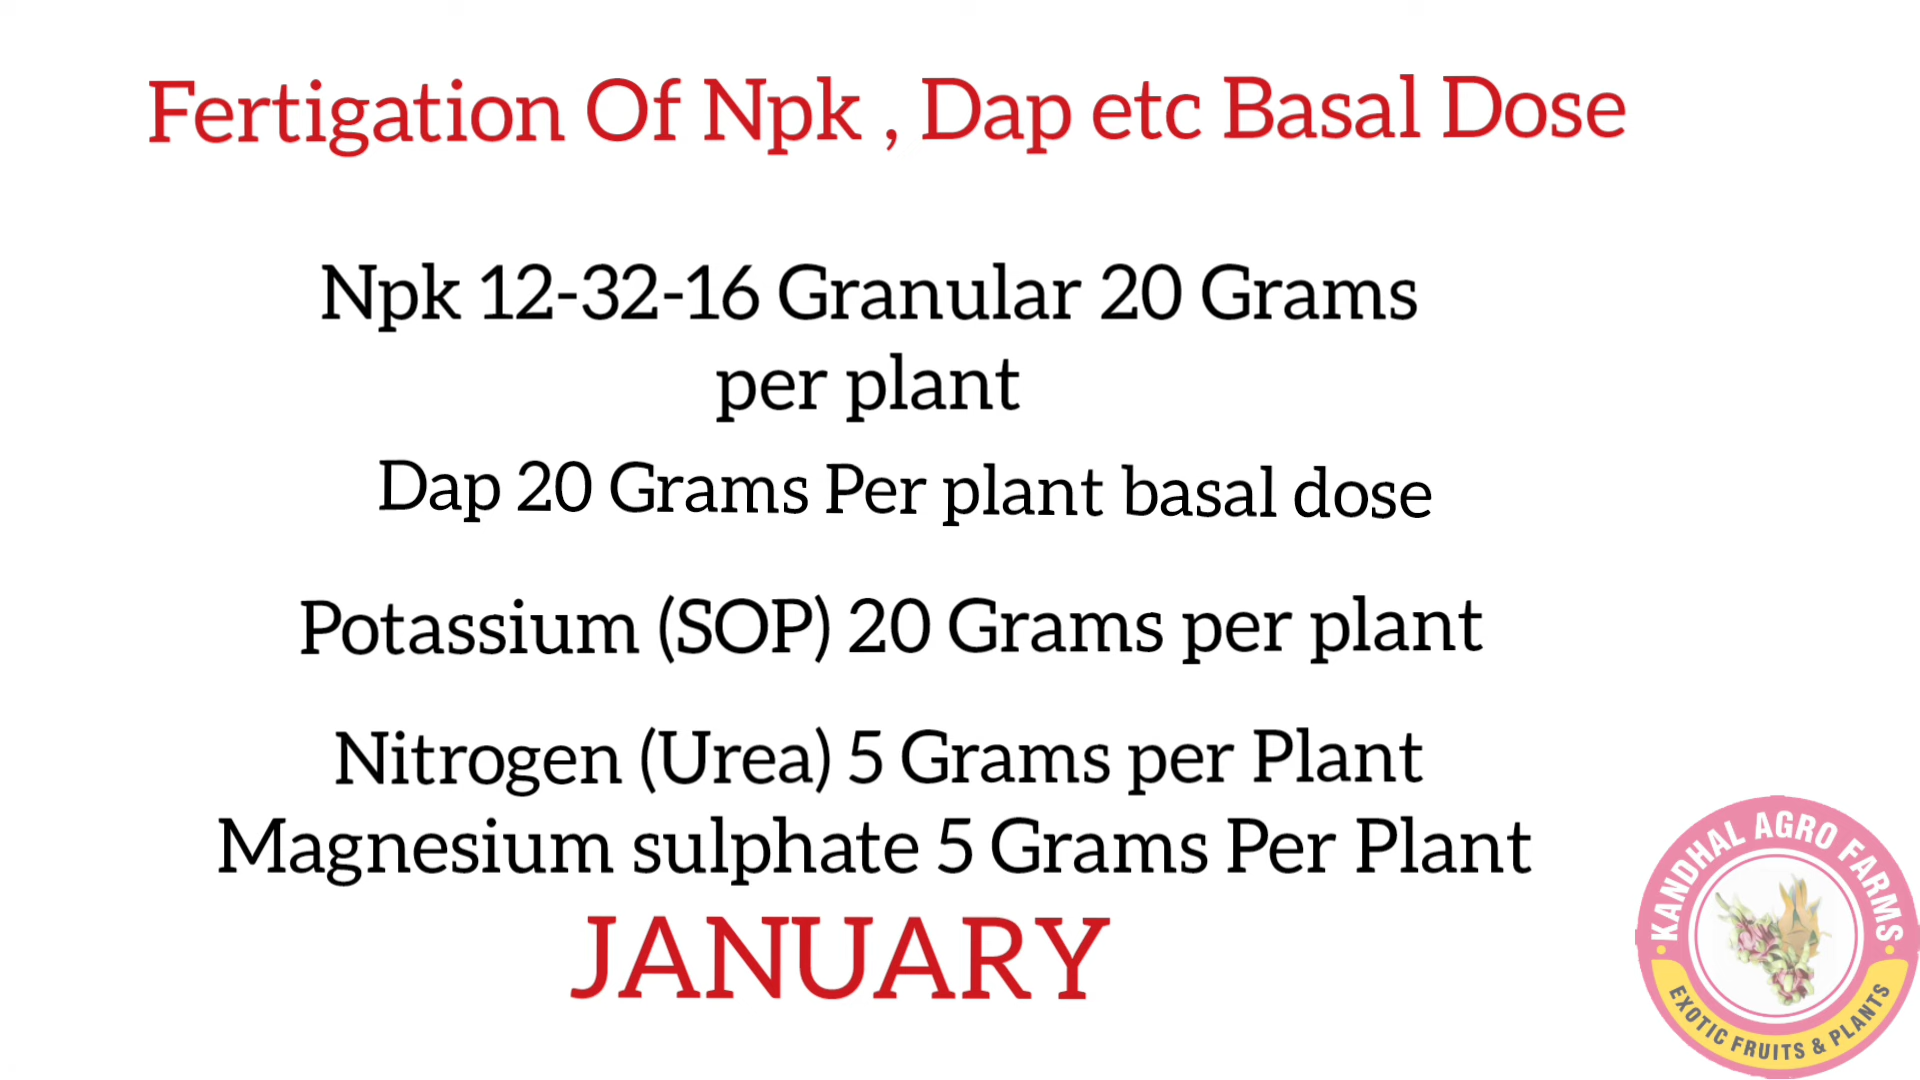 Fertigation Of Npk , Dap etc Basal Dose
Npk 12-32-16 Granular 20 Grams
per plant
Dap 20 Grams Per plant basal dose
Potassium (SOP) 20 Grams per plant
Nitrogen (Urea) 5 Grams per Plant
Magnesium sulphate 5 Grams Per Plant
JANUARY
KANDHAL AGRO FARMS
EXOTIC FRUITS & PLANTS